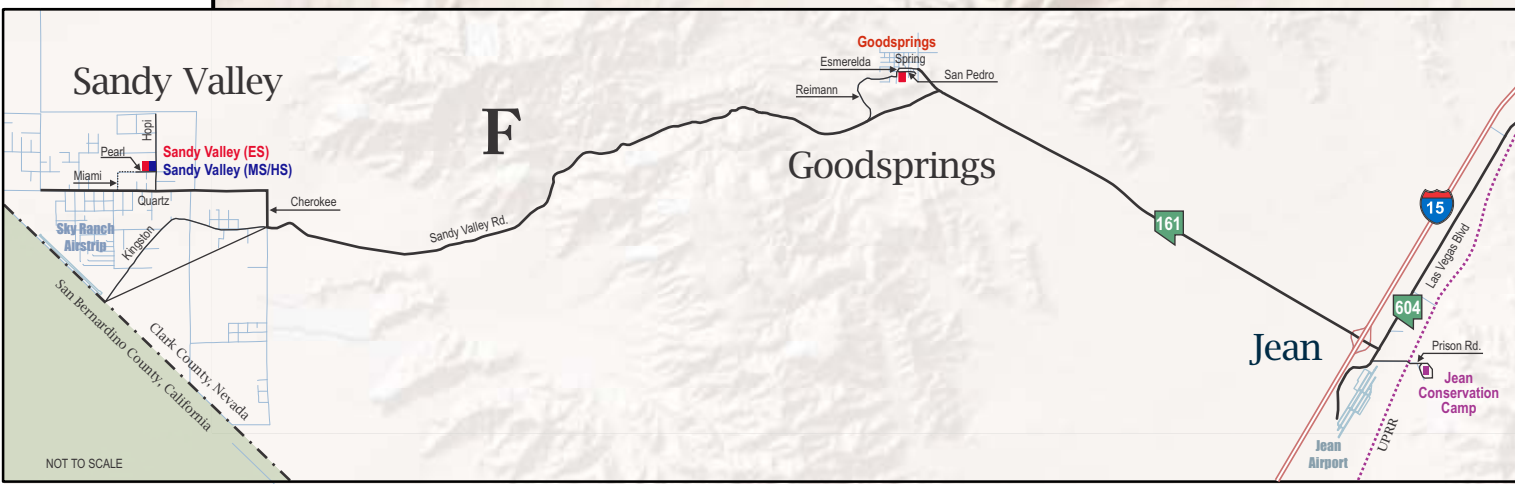 Sandy Valley
Hopi
Pearl
Sandy Valley (ES)
Sandy Valley (MS/HS)
Miami
Quartz
Cherokee
Sky Ranch
Airstrip
Kingston
San Bernardino County, California
Clark County, Nevada
NOT TO SCALE
F
Sandy Valley Rd.
Goodsprings
Esmerelda
Spring
San Pedro
Reimann
Goodsprings
161
15
Las Vegas Blvd
604
Jean
Prison Rd.
Jean
Conservation
Camp
Jean
Airport
UPRR